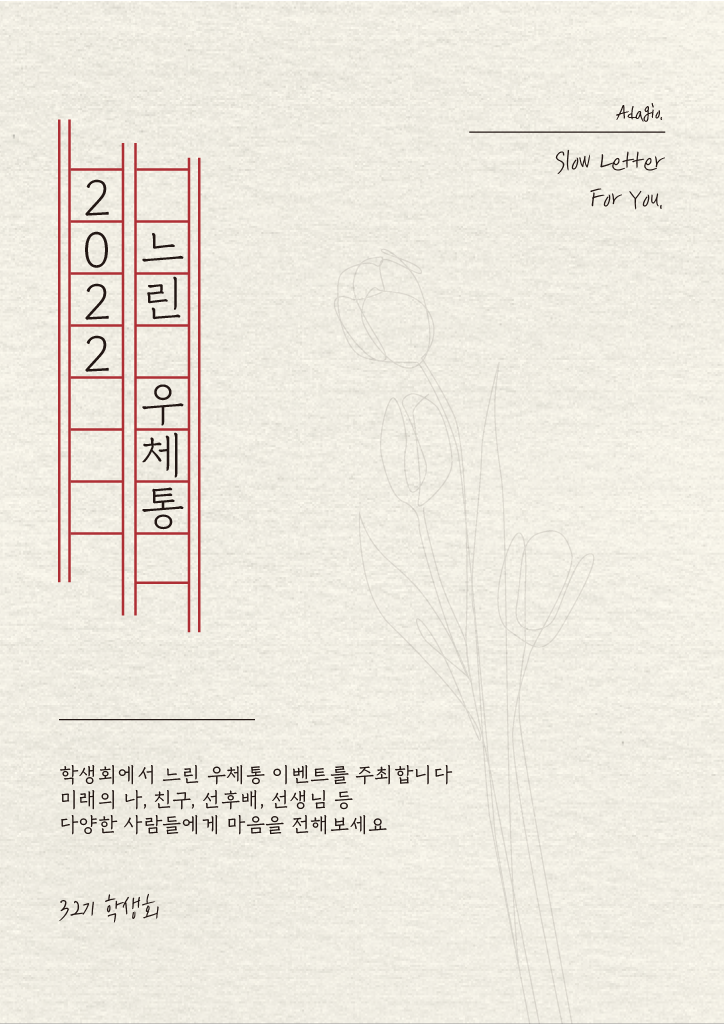 2022
느린 우체통
Adagio.
Slow Letter
For You.
학생회에서 느린 우체통 이벤트를 주최합니다
미래의 나, 친구, 선후배, 선생님 등
다양한 사람들에게 마음을 전해보세요
32기 학생회